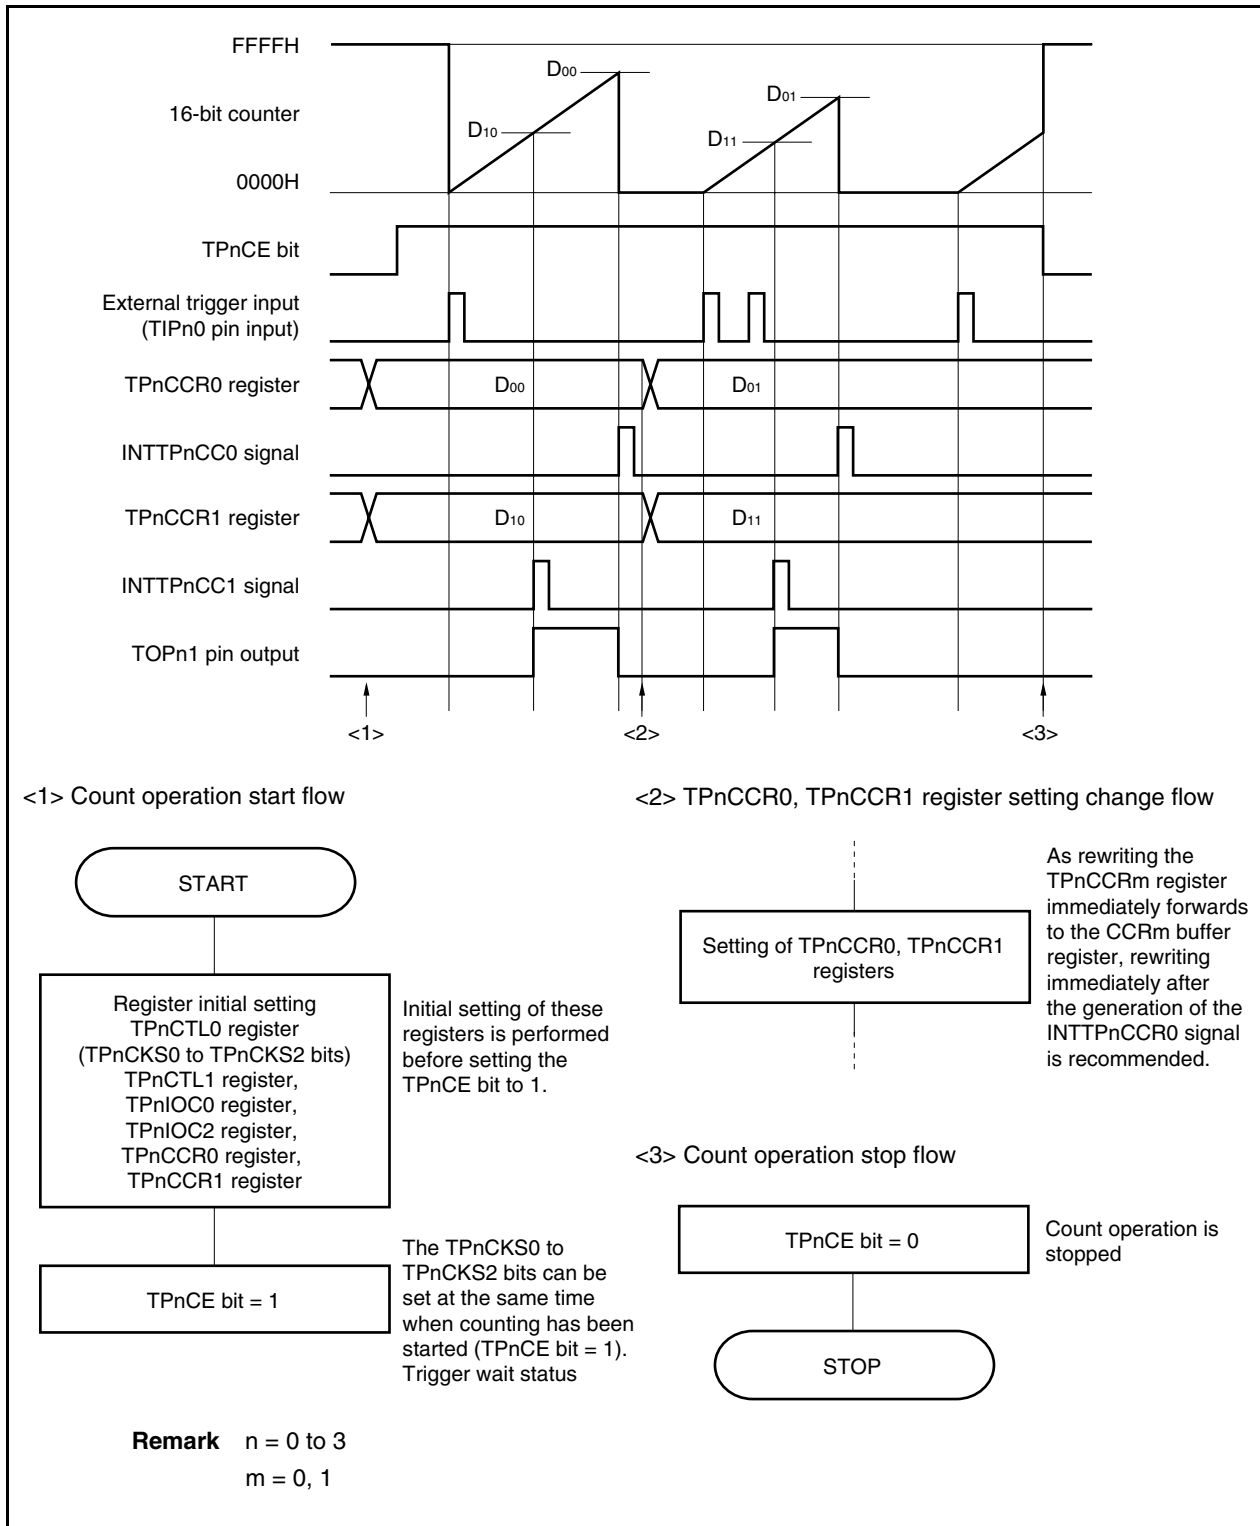 FFFFH
D00
D01
16-bit counter
D10
D11
0000H
TPnCE bit
External trigger input
(TIPn0 pin input)
TPnCCR0 register
D00
D01
INTTPnCC0 signal
TPnCCR1 register
D10
D11
INTTPnCC1 signal
TOPn1 pin output
<1>
<2>
<3>
<1> Count operation start flow
START
Register initial setting
TPnCTL0 register
(TPnCKS0 to TPnCKS2 bits)
TPnCTL1 register,
TPnIOC0 register,
TPnIOC2 register,
TPnCCR0 register,
TPnCCR1 register
Initial setting of these
registers is performed
before setting the
TPnCE bit to 1.
TPnCE bit = 1
The TPnCKS0 to
TPnCKS2 bits can be
set at the same time
when counting has been
started (TPnCE bit = 1).
Trigger wait status
<2> TPnCCR0, TPnCCR1 register setting change flow
Setting of TPnCCR0, TPnCCR1
registers
As rewriting the
TPnCCRm register
immediately forwards
to the CCRm buffer
register, rewriting
immediately after
the generation of the
INTTPnCCR0 signal
is recommended.
<3> Count operation stop flow
TPnCE bit = 0
Count operation is
stopped
STOP
Remark n = 0 to 3
m = 0, 1